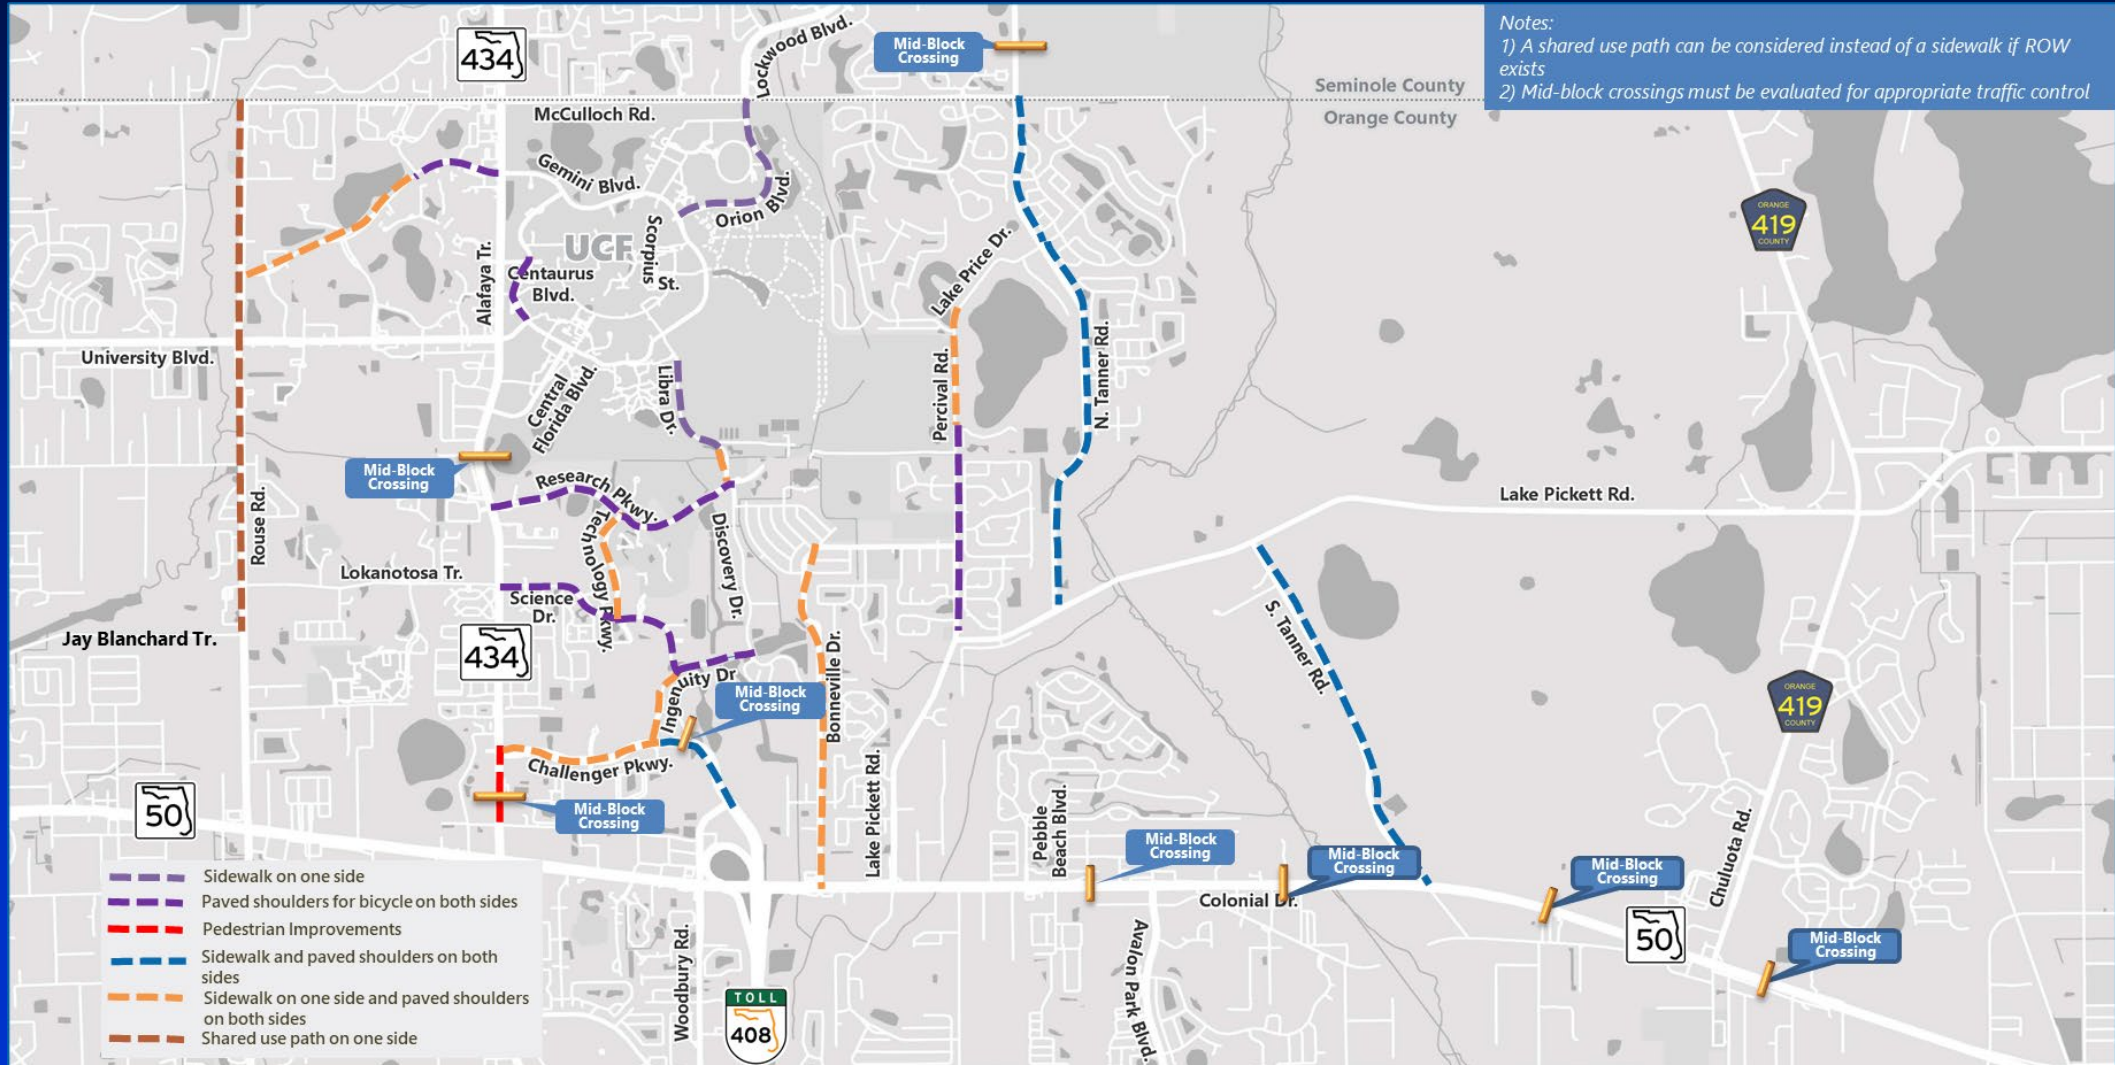 Notes:
1) A shared use path can be considered instead of a sidewalk if ROW
exists
2) Mid-block crossings must be evaluated for appropriate traffic control
434
Lockwood Blvd.
Mid-Block
Crossing
Seminole County
Orange County
McCulloch Rd.
Gemini Blvd.
Orion Blvd.
Scorpius
St.
UCF
Alafaya Tr.
Centaurus
Blvd.
Lake Price Dr.
ORANGE
419
COUNTY
University Blvd.
Central
Florida Blvd.
Libra Dr.
Percival Rd.
N. Tanner Rd.
Mid-Block
Crossing
Research Pkwy.
Rouse Rd.
Technology Pkwy.
Discovery Dr.
Lake Pickett Rd.
Lokanotosa Tr.
Science
Dr.
Jay Blanchard Tr.
434
S. Tanner Rd.
Ingenuity Dr
Bonneville Dr.
Mid-Block
Crossing
ORANGE
419
COUNTY
Challenger Pkwy.
Lake Pickett Rd.
50
Mid-Block
Crossing
Pebble
Beach Blvd.
Mid-Block
Crossing
Mid-Block
Crossing
Mid-Block
Crossing
Chuluota Rd.
Colonial Dr.
50
Mid-Block
Crossing
Woodbury Rd.
Avalon Park Blvd.
TOLL
408
Sidewalk on one side
Paved shoulders for bicycle on both sides
Pedestrian Improvements
Sidewalk and paved shoulders on both
sides
Sidewalk on one side and paved shoulders
on both sides
Shared use path on one side